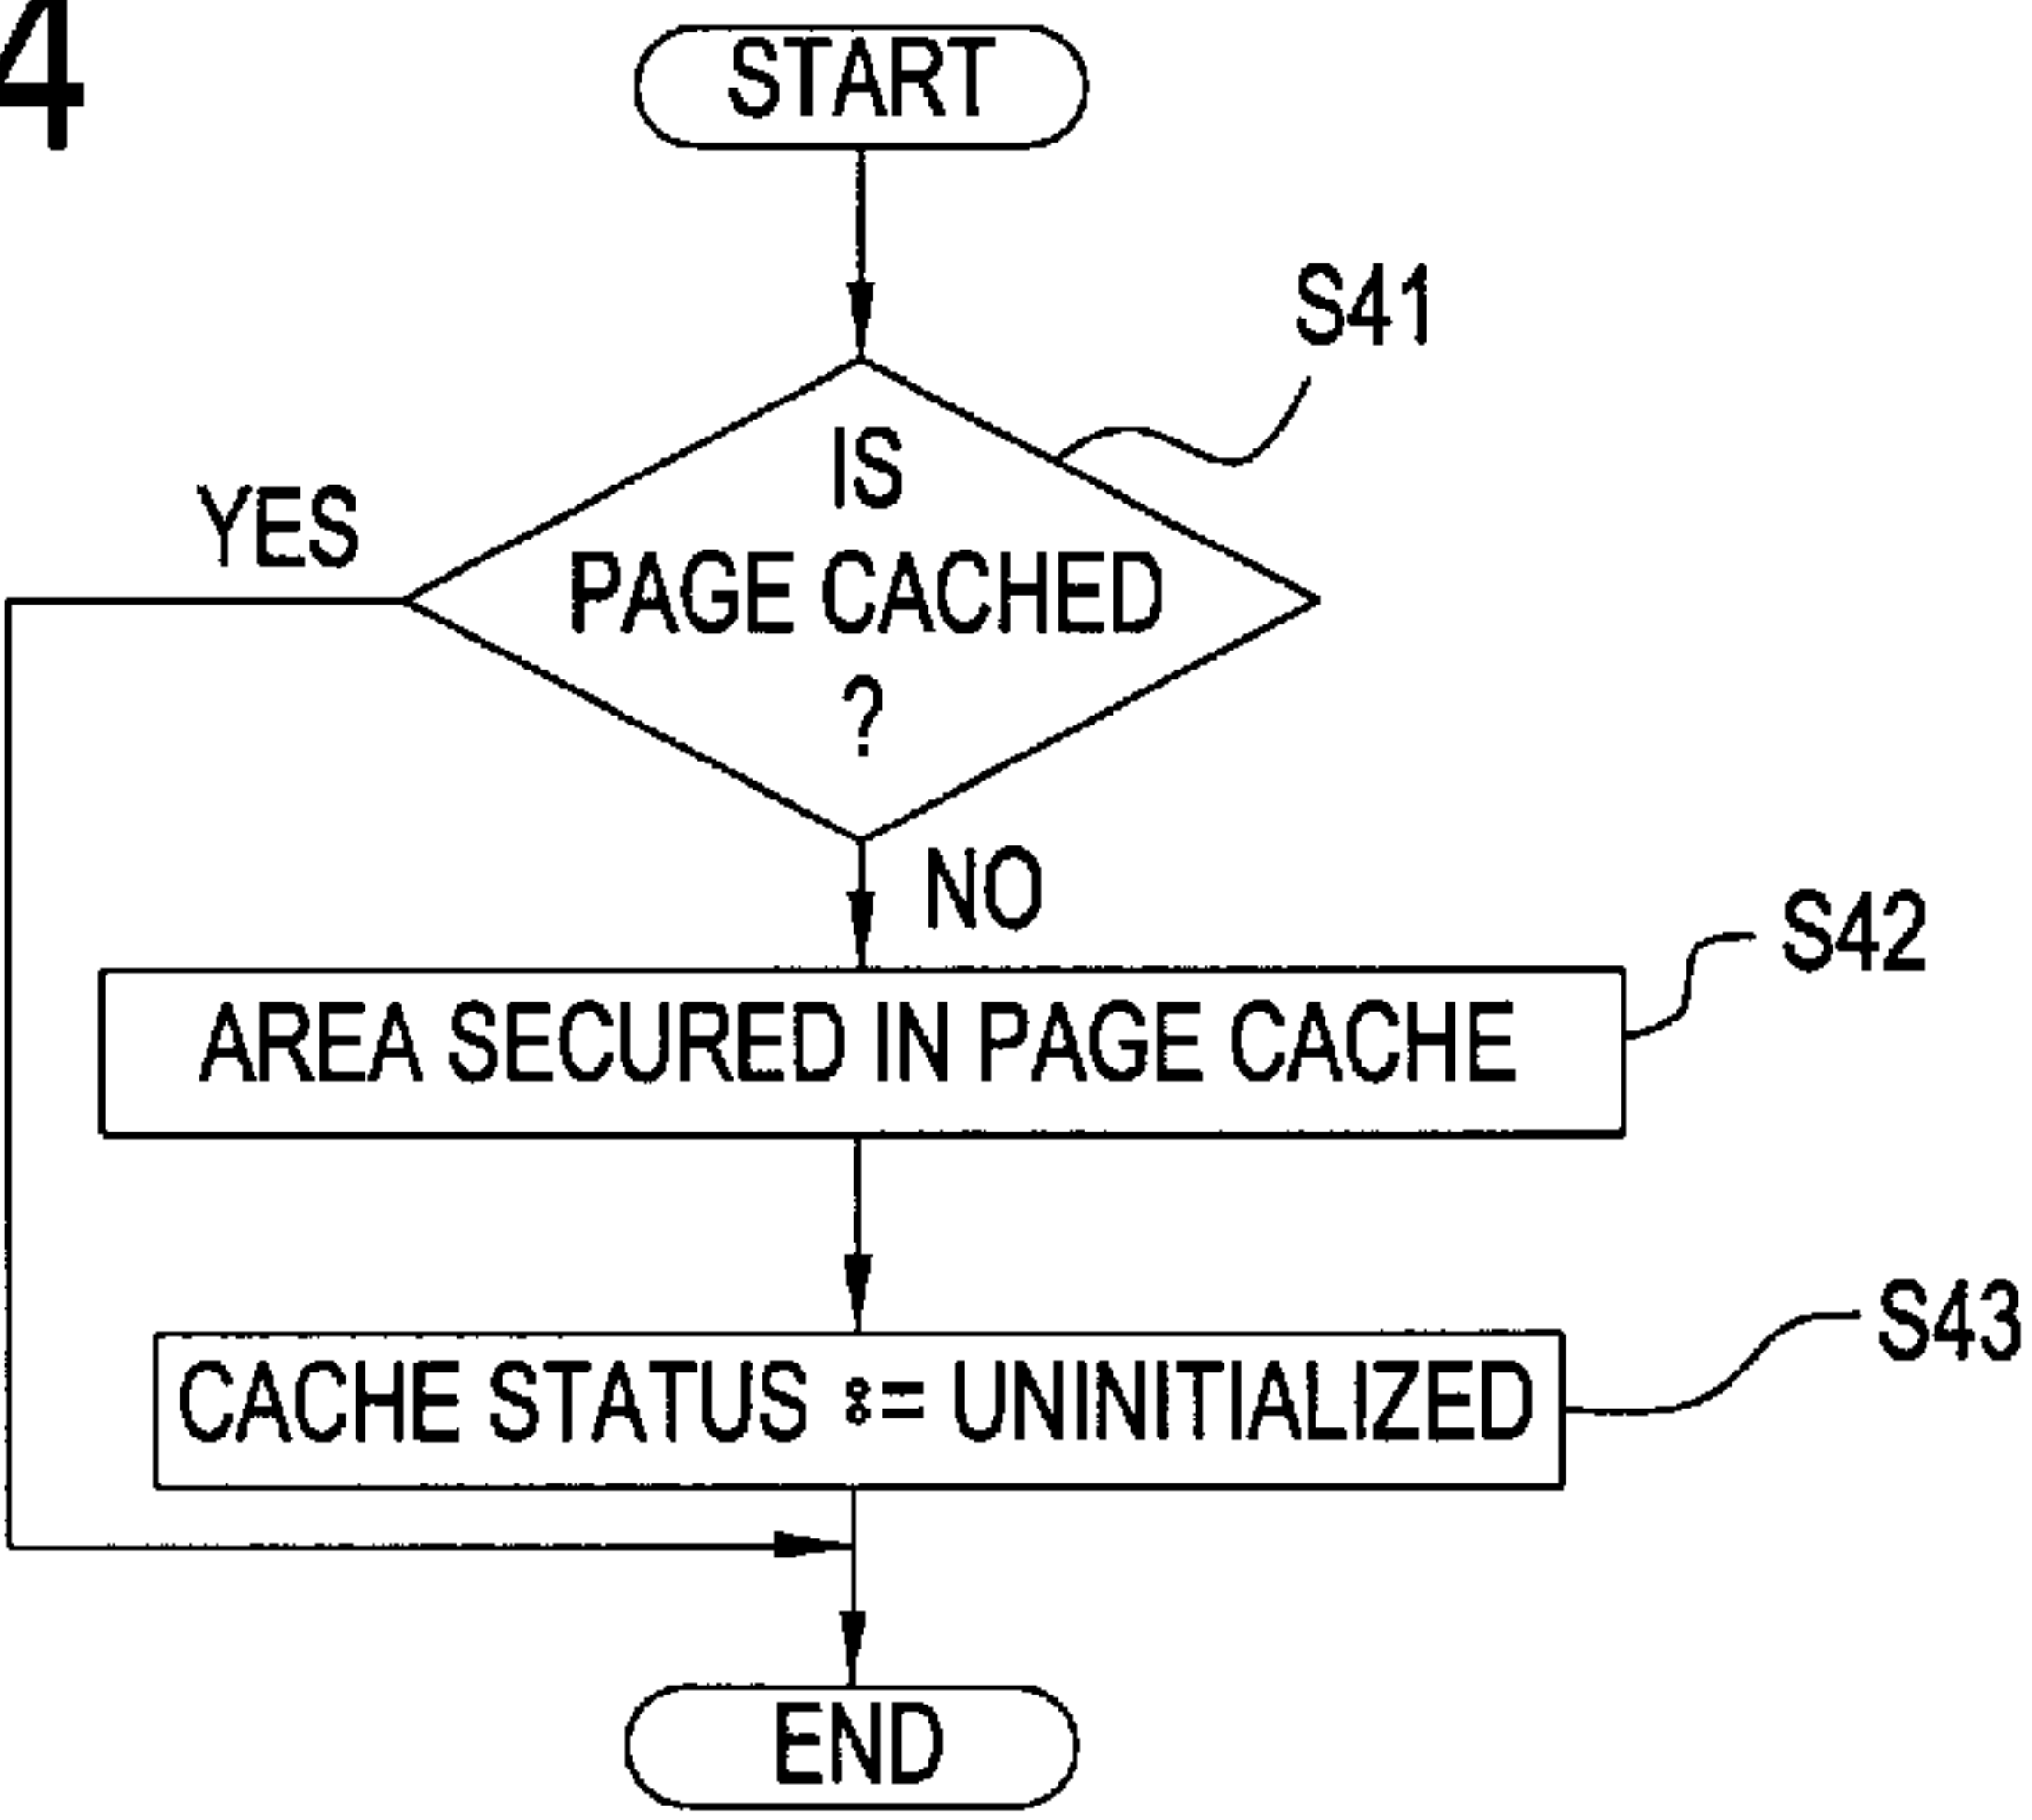 4
START
S41
IS
YES
PAGE CACHED
?
NO
S42
AREA SECURED IN PAGE CACHE
S43
CACHE STATUS := UNINITIALIZED
END